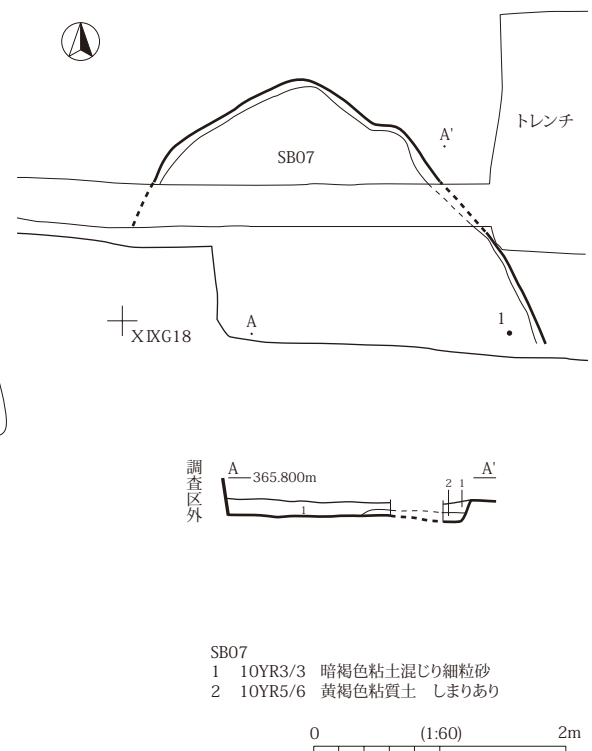 トレンチ
A'
SB07
1
A
XIXG18
調査区外
A 365.800m A'
2 1
1
SB07
1 10YR3/3 暗褐色粘土混じり細粒砂
2 10YR5/6 黄褐色粘質土 しまりあり
0 (1:60) 2m